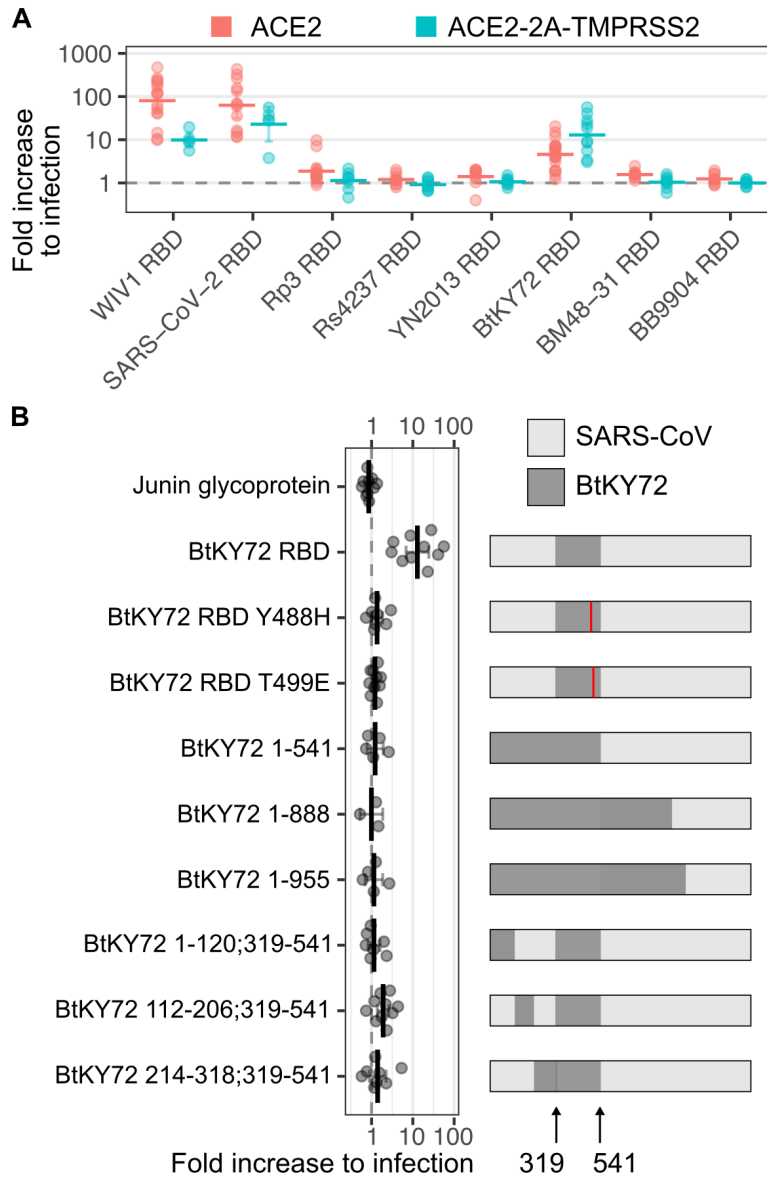 A
ACE2
ACE2-2A-TMPRSS2
Fold increase
to infection
1000
100
10
1
WIV1 RBD
SARS−CoV−2 RBD
Rp3 RBD
Rs4237 RBD
YN2013 RBD
BtKY72 RBD
BM48−31 RBD
BB9904 RBD
B
1 10 100
SARS-CoV
BtKY72
Junin glycoprotein
BtKY72 RBD
BtKY72 RBD Y488H
BtKY72 RBD T499E
BtKY72 1-541
BtKY72 1-888
BtKY72 1-955
BtKY72 1-120;319-541
BtKY72 112-206;319-541
BtKY72 214-318;319-541
1 10 100
Fold increase to infection
319 541